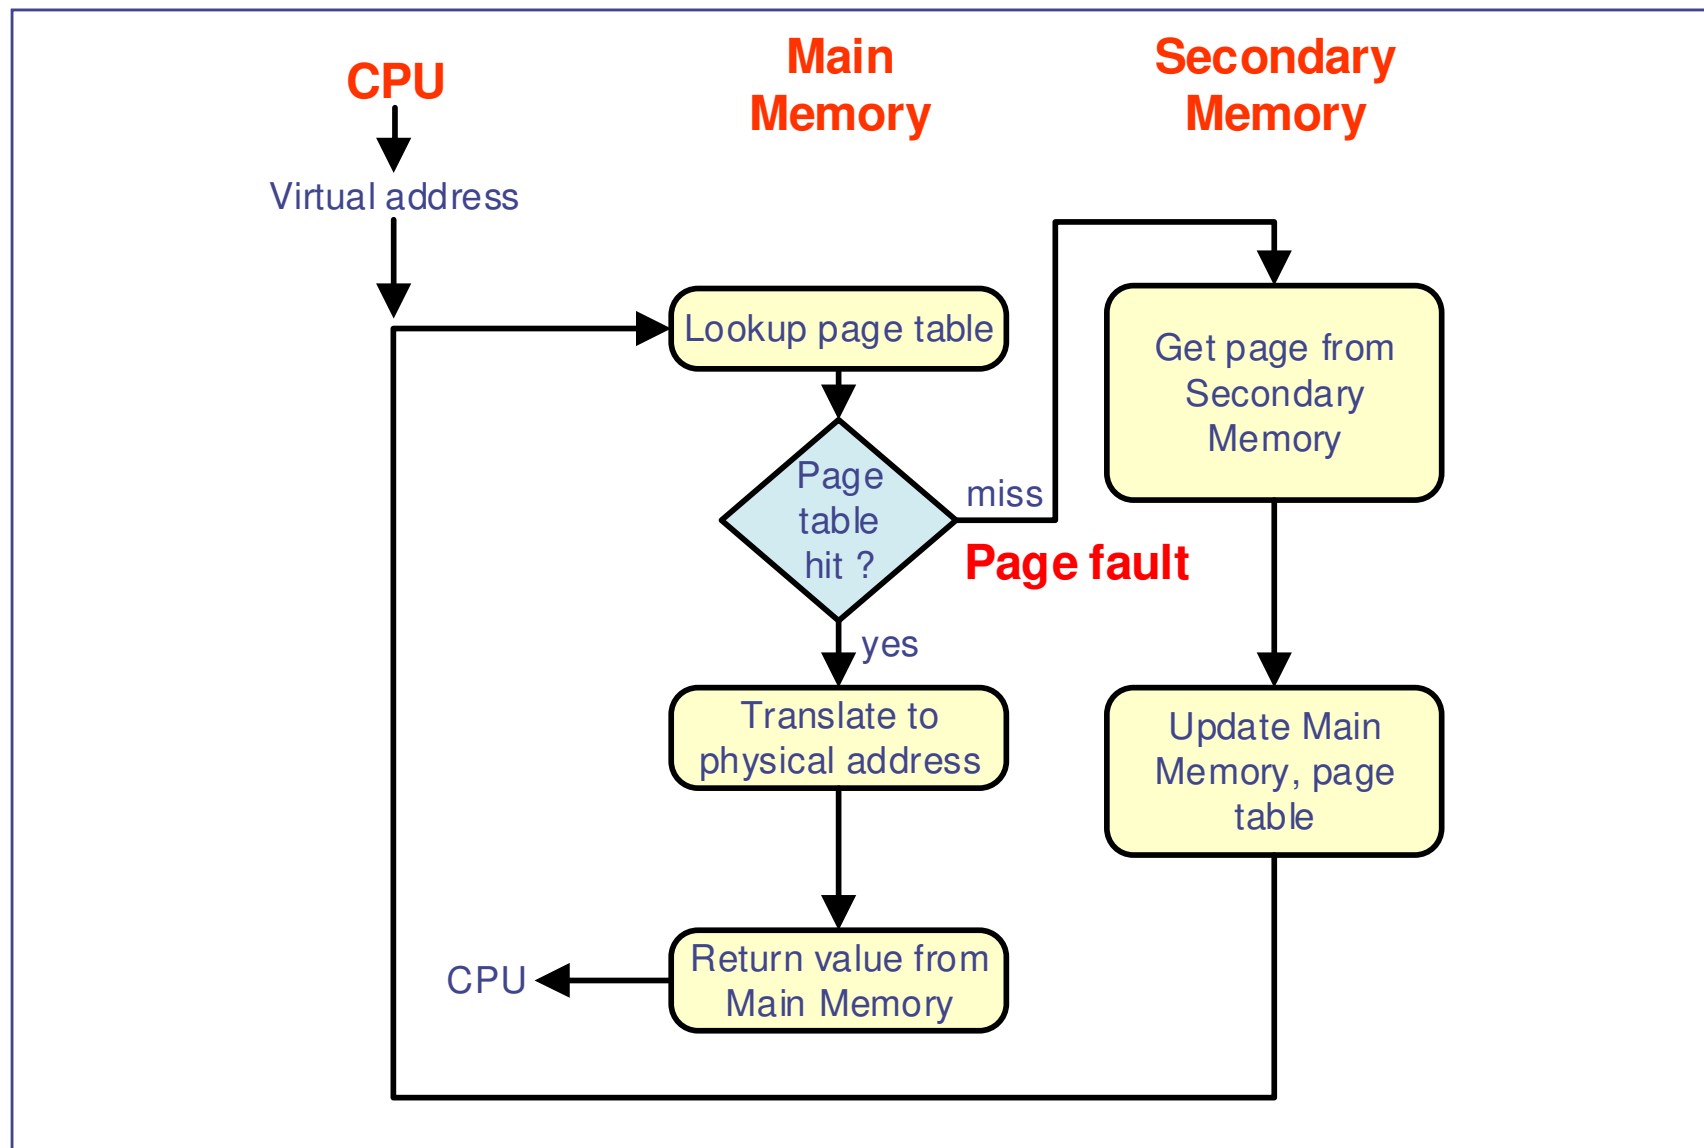 CPU
Main
Memory
Secondary
Memory
Virtual address
Lookup page table
Get page from
Secondary
Memory
Page
table
hit ?
miss
Page fault
yes
Translate to
physical address
Update Main
Memory, page
table
Return value from
Main Memory
CPU